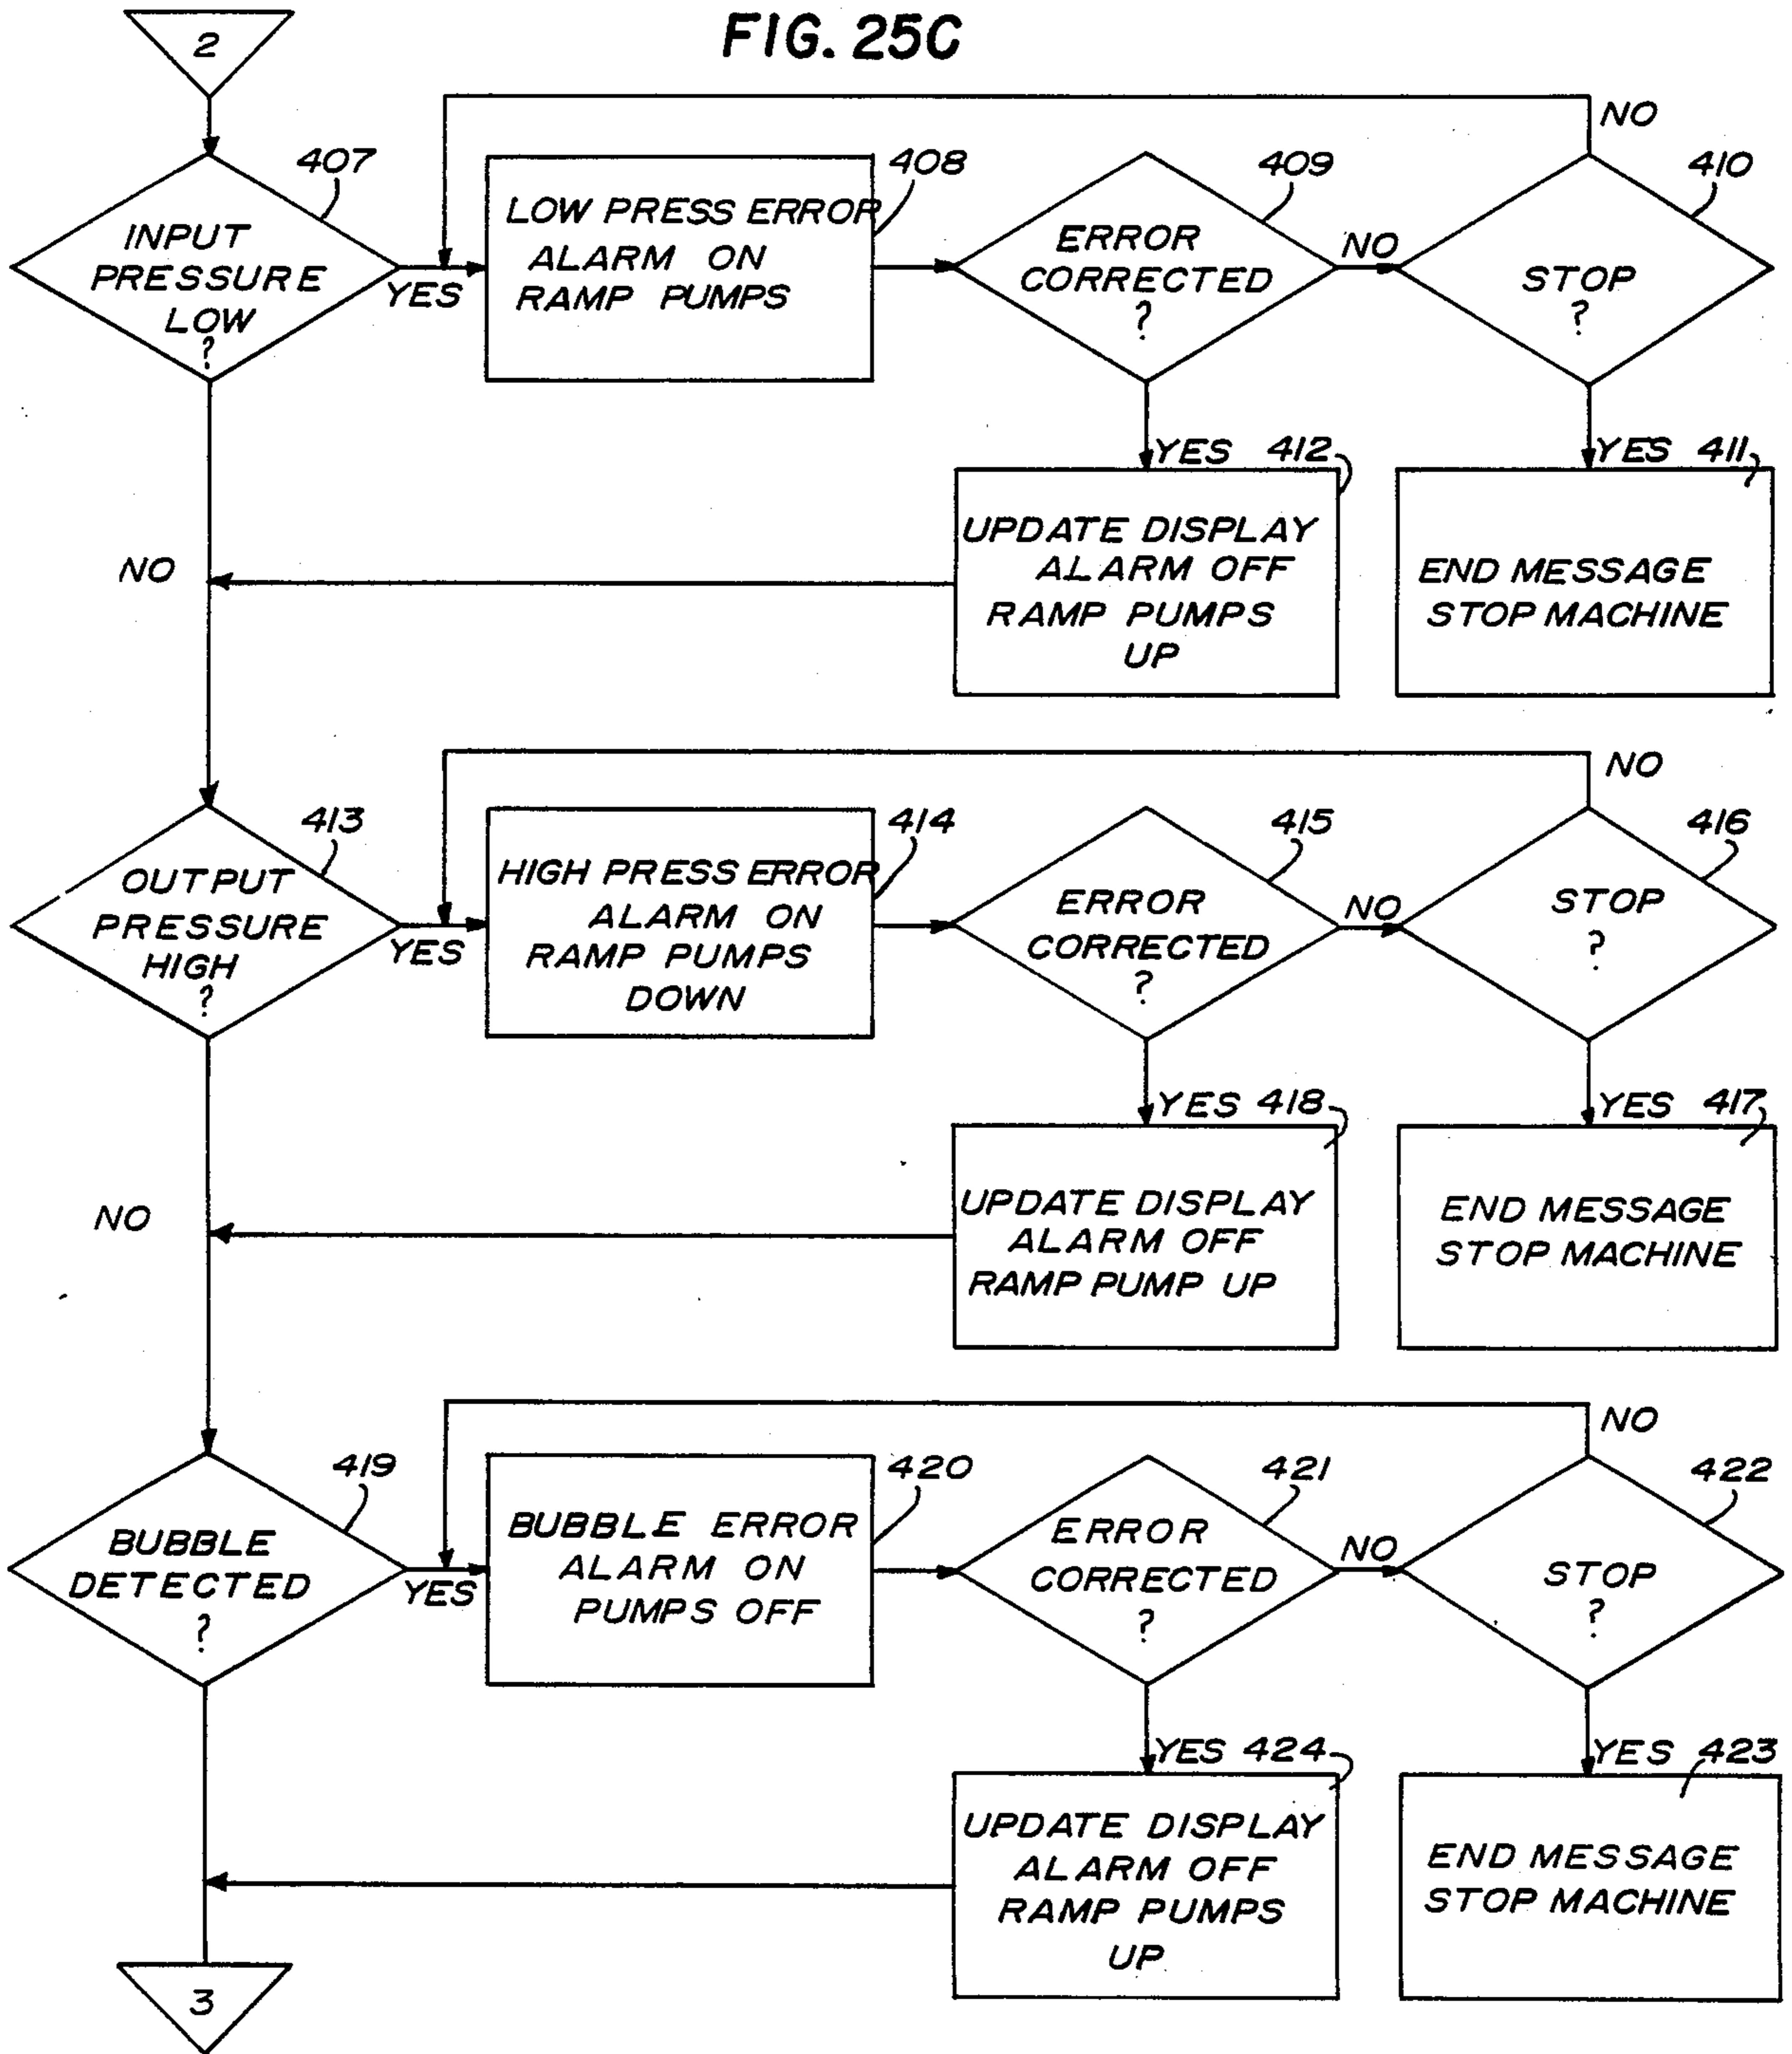 FIG. 25C
2
NO
407
INPUT
PRESSURE
LOW
?
YES
408
LOW PRESS ERROR
ALARM ON
RAMP PUMPS
409
ERROR
CORRECTED
?
NO
410
STOP
?
YES 412
YES 411
UPDATE DISPLAY
ALARM OFF
RAMP PUMPS
UP
END MESSAGE
STOP MACHINE
NO
NO
413
OUTPUT
PRESSURE
HIGH
?
YES
414
HIGH PRESS ERROR
ALARM ON
RAMP PUMPS
DOWN
415
ERROR
CORRECTED
?
NO
416
STOP
?
YES 418
YES 417
UPDATE DISPLAY
ALARM OFF
RAMP PUMP UP
END MESSAGE
STOP MACHINE
NO
NO
419
BUBBLE
DETECTED
?
YES
420
BUBBLE ERROR
ALARM ON
PUMPS OFF
421
ERROR
CORRECTED
?
NO
422
STOP
?
YES 424
YES 423
UPDATE DISPLAY
ALARM OFF
RAMP PUMPS
UP
END MESSAGE
STOP MACHINE
3